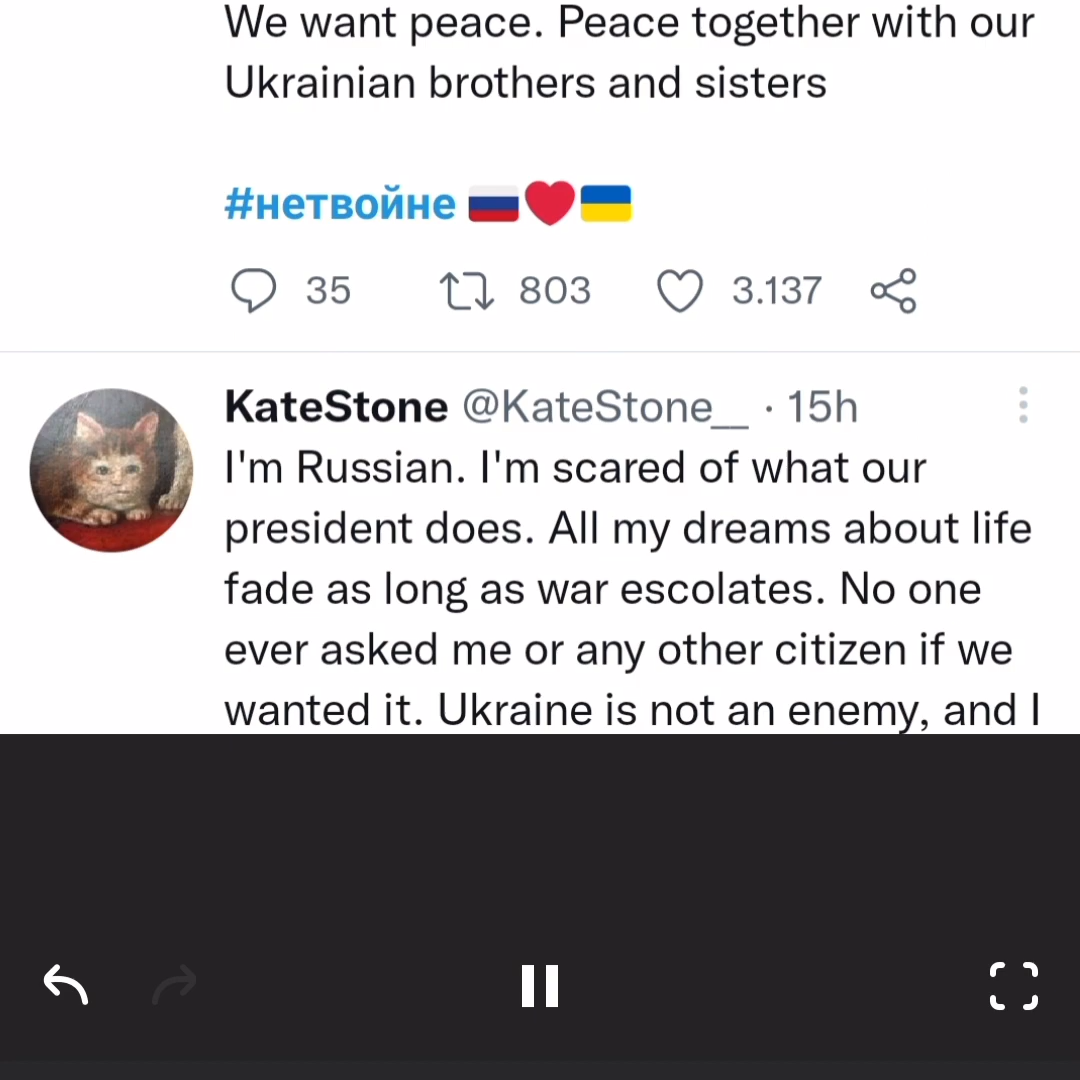 We want peace. Peace together with our
Ukrainian brothers and sisters
#нетвойне 🇷🇺❤️🇺🇦
35 803 3.137
KateStone @KateStone__ · 15h
I'm Russian. I'm scared of what our
president does. All my dreams about life
fade as long as war escolates. No one
ever asked me or any other citizen if we
wanted it. Ukraine is not an enemy, and I